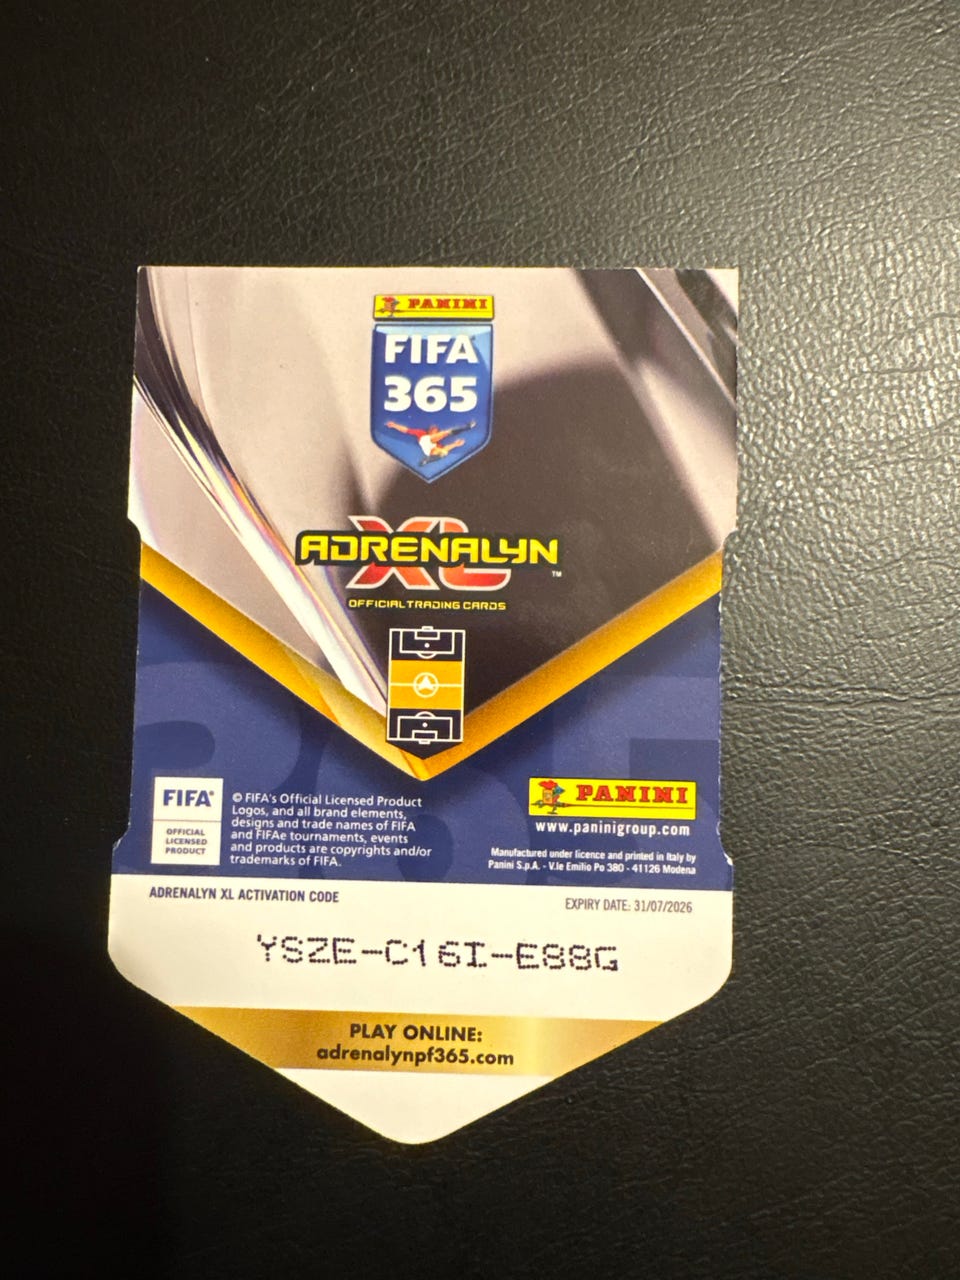 PANINI
FIFA
365
ADRENALYN
XL
™
OFFICIAL TRADING CARDS
FIFA®
OFFICIAL
LICENSED
PRODUCT
© FIFA's Official Licensed Product
Logos, and all brand elements,
designs and trade names of FIFA
and FIFAe tournaments, events
and products are copyrights and/or
trademarks of FIFA.
PANINI
www.paninigroup.com
Manufactured under licence and printed in Italy by
Panini S.p.A. - V.le Emilio Po 380 - 41126 Modena
ADRENALYN XL ACTIVATION CODE
EXPIRY DATE: 31/07/2026
YSZE-C16I-E88G
PLAY ONLINE:
adrenalynpf365.com